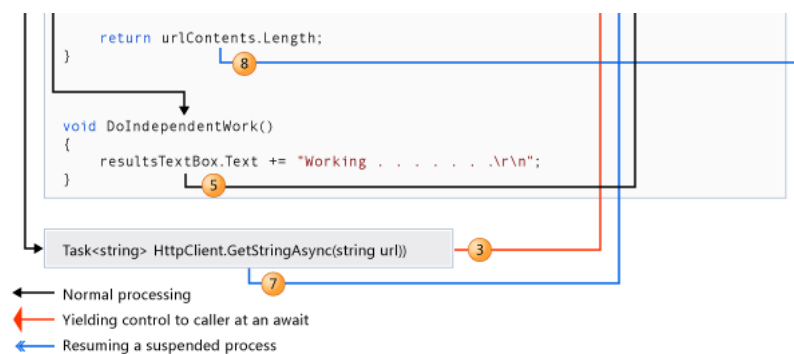 return urlContents.Length;
}
8
void DoIndependentWork()
{
resultsTextBox.Text += "Working . . . . . . .\r\n";
}
5
Task<string> HttpClient.GetStringAsync(string url))
3
7
Normal processing
Yielding control to caller at an await
Resuming a suspended process